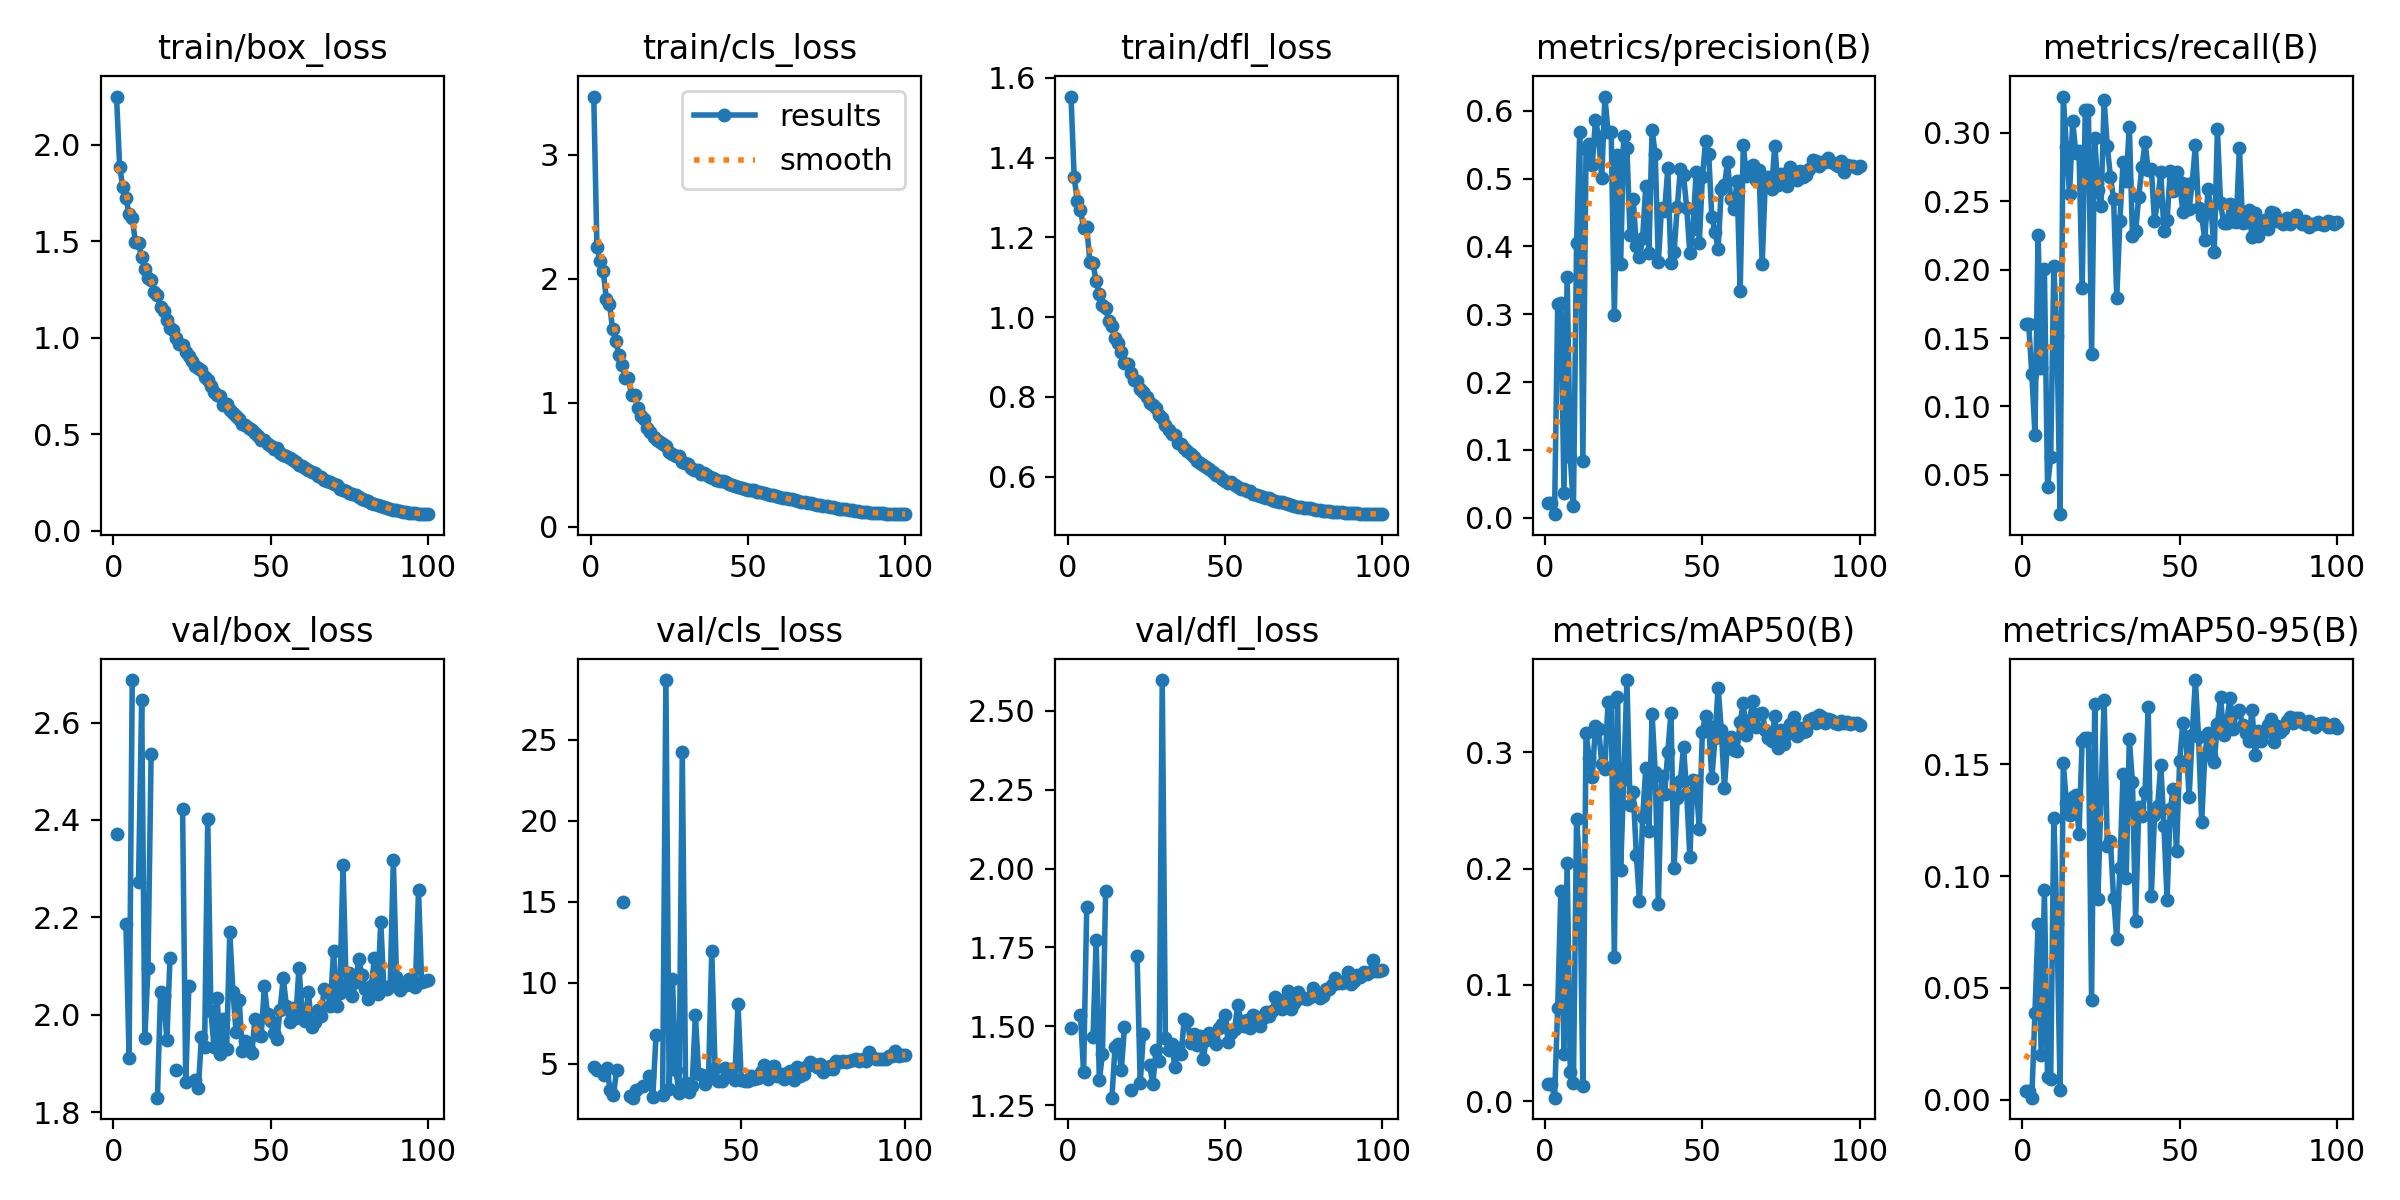 train/box_loss
2.0
1.5
1.0
0.5
0.0
0 50 100
train/cls_loss
results
smooth
3
2
1
0
0 50 100
train/dfl_loss
1.6
1.4
1.2
1.0
0.8
0.6
0 50 100
metrics/precision(B)
0.6
0.5
0.4
0.3
0.2
0.1
0.0
0 50 100
metrics/recall(B)
0.30
0.25
0.20
0.15
0.10
0.05
0 50 100
val/box_loss
2.6
2.4
2.2
2.0
1.8
0 50 100
val/cls_loss
25
20
15
10
5
50 100
val/dfl_loss
2.50
2.25
2.00
1.75
1.50
1.25
0 50 100
metrics/mAP50(B)
0.3
0.2
0.1
0.0
0 50 100
metrics/mAP50-95(B)
0.15
0.10
0.05
0.00
0 50 100